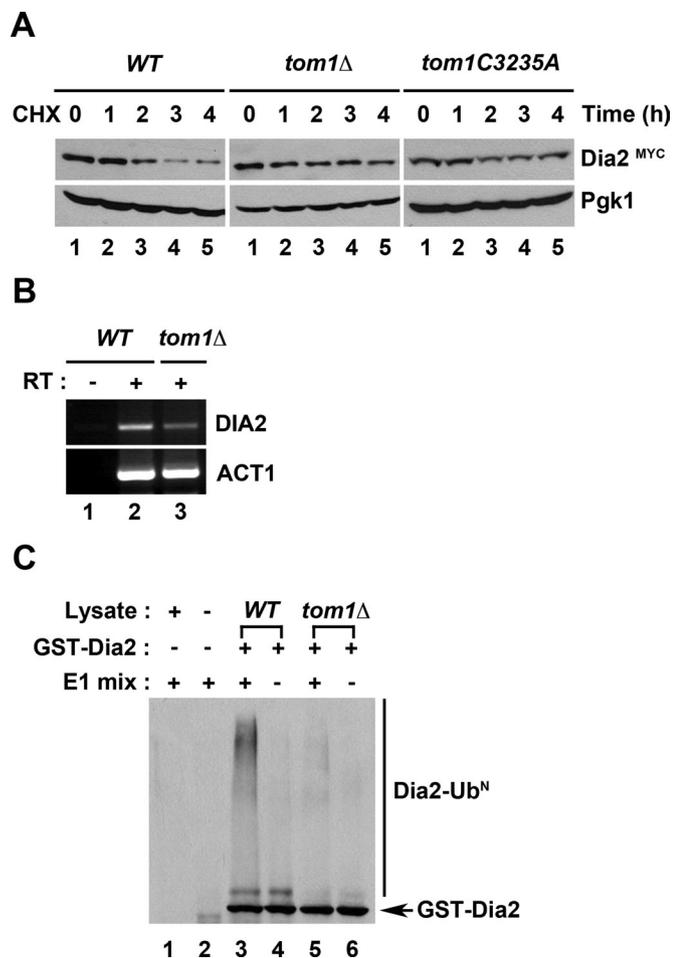 A
WT tom1Δ tom1C3235A
CHX 0 1 2 3 4 0 1 2 3 4 0 1 2 3 4 Time (h)
Dia2 MYC
Pgk1
1 2 3 4 5 1 2 3 4 5 1 2 3 4 5
B
WT tom1Δ
RT : - + +
DIA2
ACT1
1 2 3
C
Lysate : + - WT tom1Δ
GST-Dia2 : - - + + + +
E1 mix : + + + - + -
Dia2-Ubᴺ
GST-Dia2
1 2 3 4 5 6